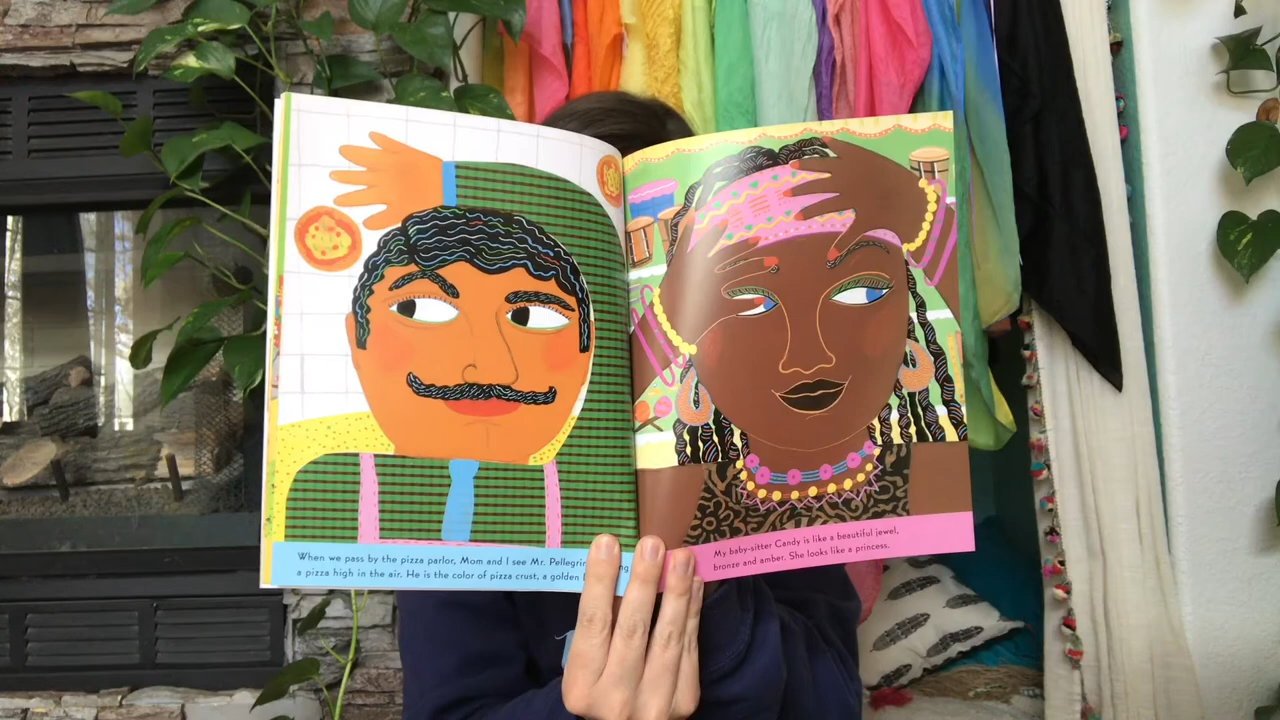 When we pass by the pizza parlor, Mom and I see Mr. Pellegrin
a pizza high in the air. He is the color of pizza crust, a golden
My baby-sitter Candy is like a beautiful jewel,
bronze and amber. She looks like a princess.